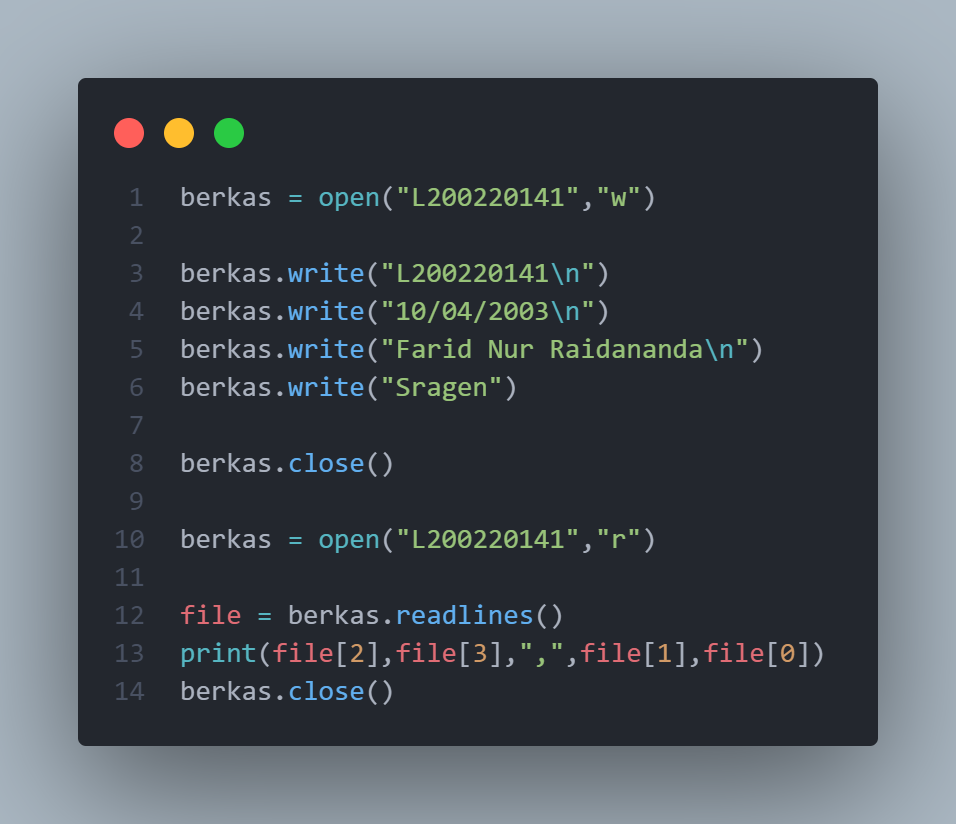 1 berkas = open("L200220141","w")
2
3 berkas.write("L200220141\n")
4 berkas.write("10/04/2003\n")
5 berkas.write("Farid Nur Raidananda\n")
6 berkas.write("Sragen")
7
8 berkas.close()
9
10 berkas = open("L200220141","r")
11
12 file = berkas.readlines()
13 print(file[2],file[3],",",file[1],file[0])
14 berkas.close()